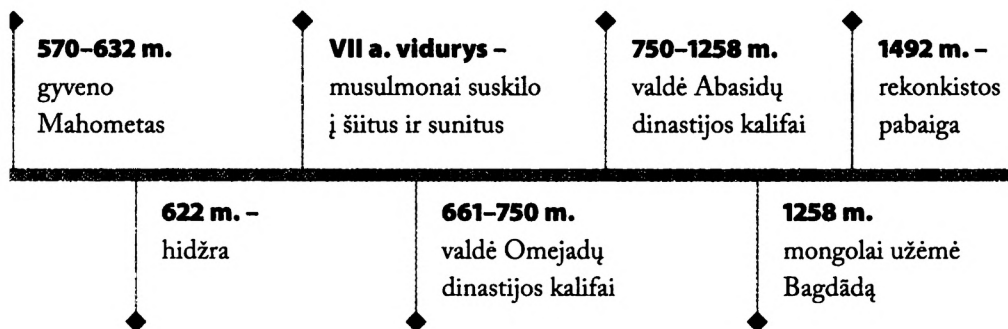 570–632 m.
gyveno
Mahometas
VII a. vidurys –
musulmonai suskilo
į šiitus ir sunitus
750–1258 m.
valdė Abasidų
dinastijos kalifai
1492 m. –
rekonkistos
pabaiga
622 m. –
hidžra
661–750 m.
valdė Omejadų
dinastijos kalifai
1258 m.
mongolai užėmė
Bagdãdą